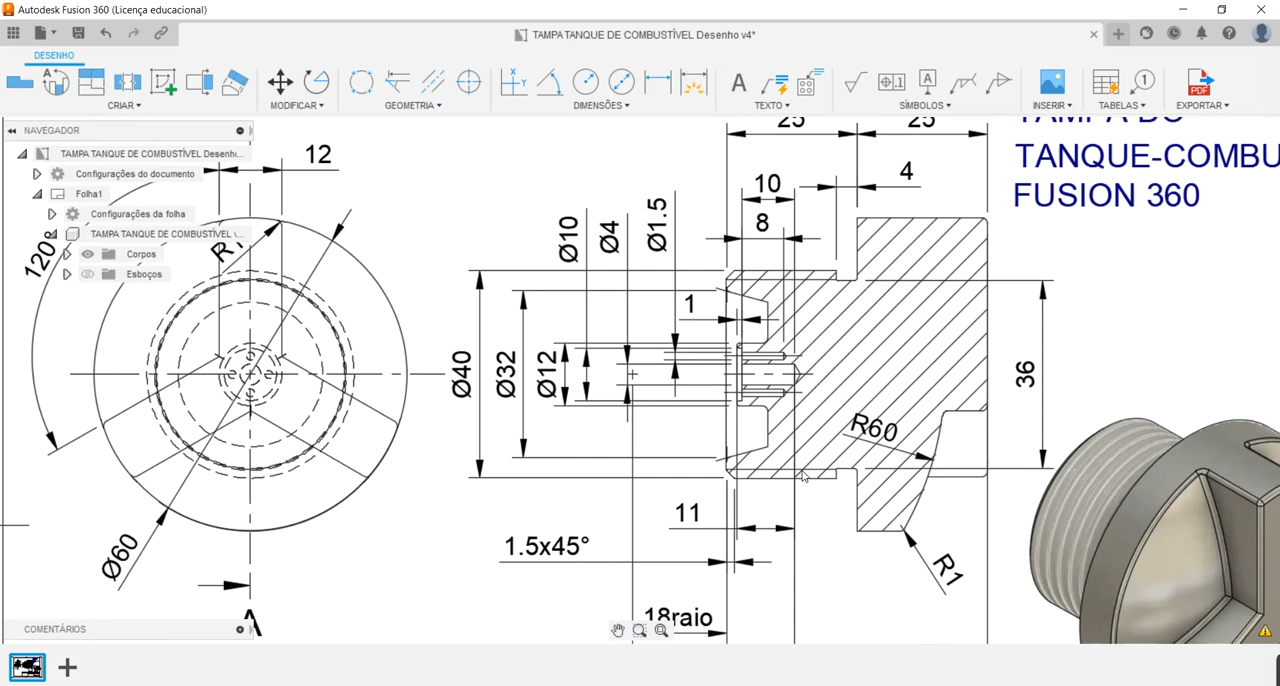 Autodesk Fusion 360 (Licença educacional)
TAMPA TANQUE DE COMBUSTÍVEL Desenho v4*
DESENHO
CRIAR
MODIFICAR
GEOMETRIA
DIMENSÕES
TEXTO
SÍMBOLOS
INSERIR
TABELAS
EXPORTAR
PDF
NAVEGADOR
TAMPA TANQUE DE COMBUSTÍVEL Desenh...
Configurações do documento
Folha1
Configurações da folha
TAMPA TANQUE DE COMBUSTÍVEL ...
Corpos
Esboços
COMENTÁRIOS
12
120
Ø60
A
25
25
4
10
8
Ø10
Ø4
Ø1.5
1
Ø40
Ø32
Ø12
36
R60
11
1.5x45°
R1
18raio
TAMPA DO
TANQUE-COMBU
FUSION 360